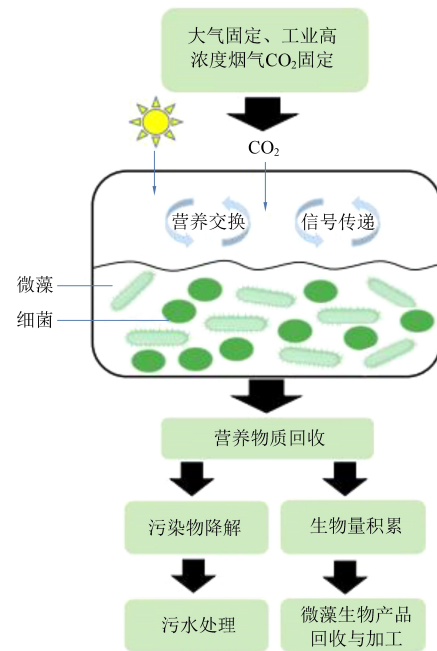 大气固定、工业高
浓度烟气CO₂固定
CO₂
营养交换
信号传递
微藻
细菌
营养物质回收
污染物降解
生物量积累
污水处理
微藻生物产品
回收与加工